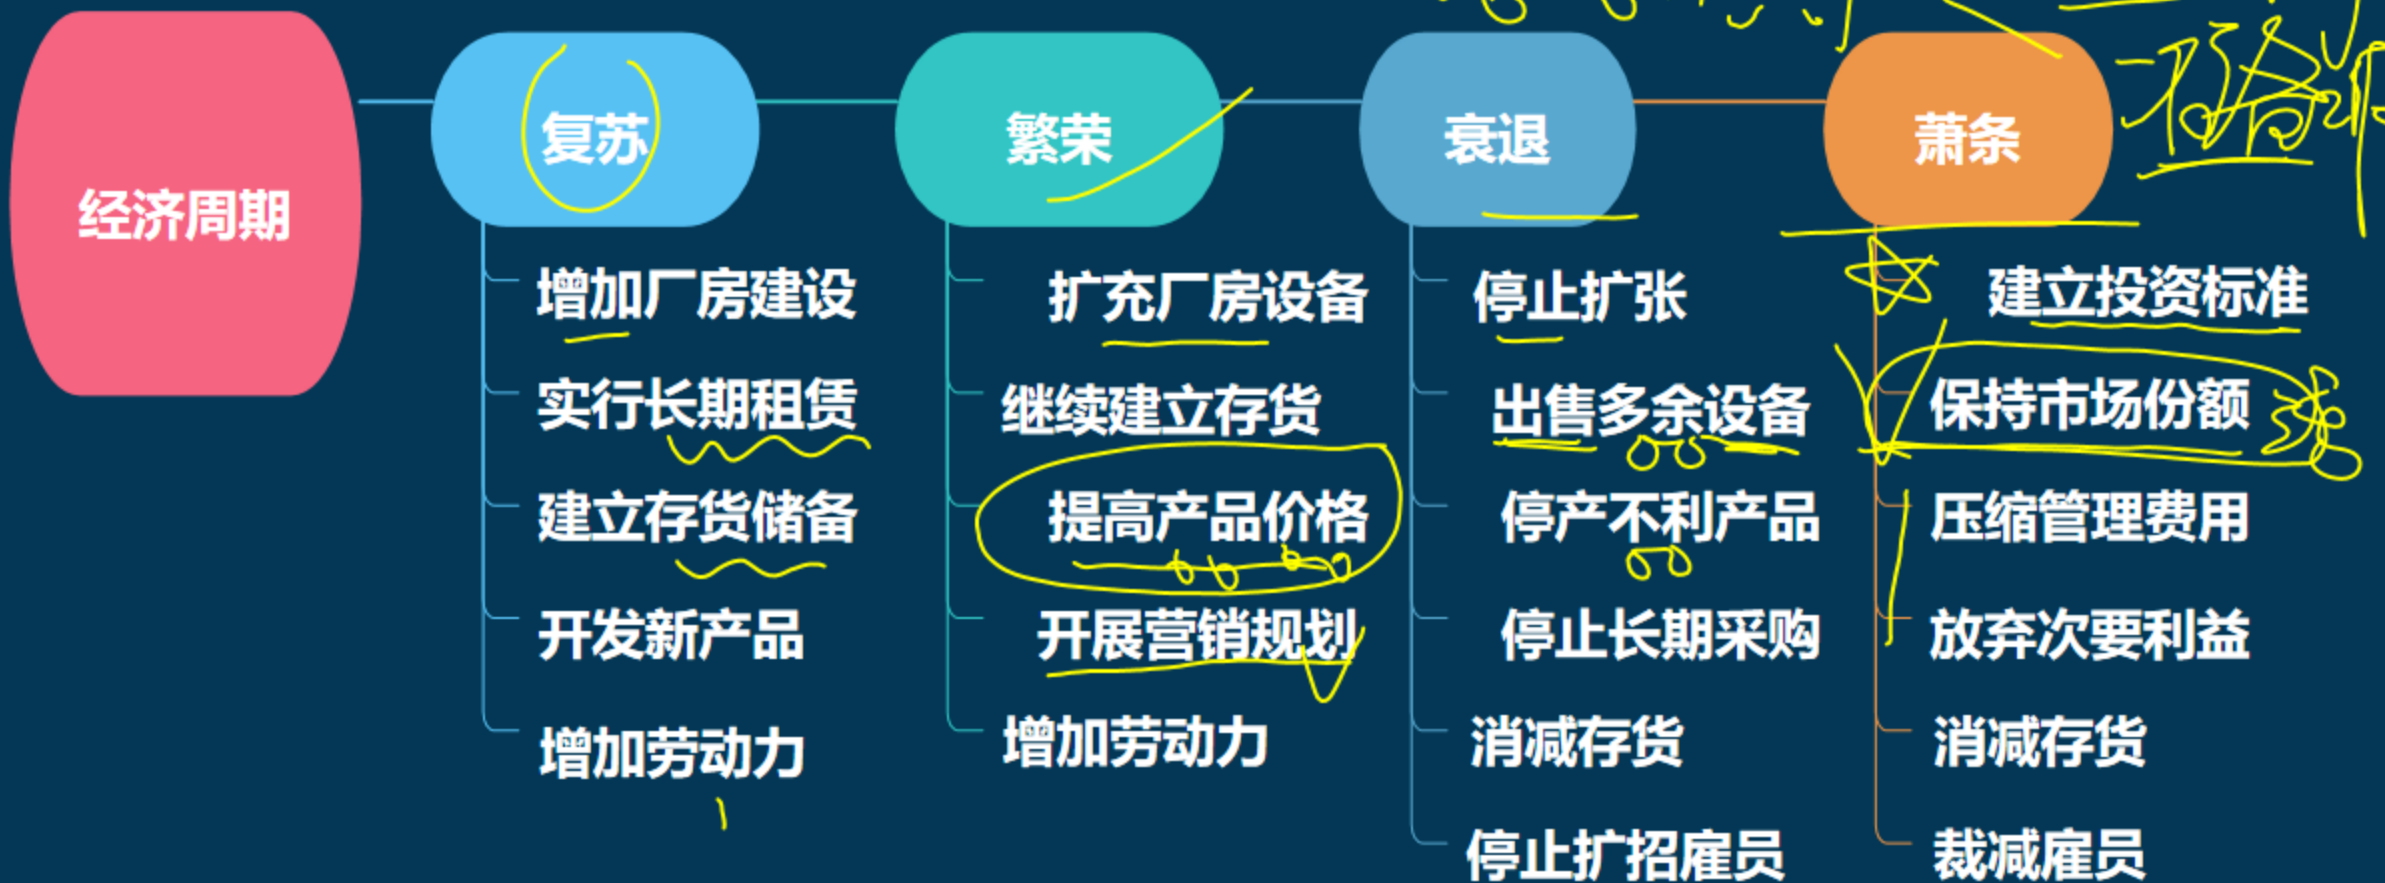 经济周期
复苏
增加厂房建设
实行长期租赁
建立存货储备
开发新产品
增加劳动力
繁荣
扩充厂房设备
继续建立存货
提高产品价格
开展营销规划
增加劳动力
衰退
停止扩张
出售多余设备
停产不利产品
停止长期采购
消减存货
停止扩招雇员
萧条
建立投资标准
保持市场份额
压缩管理费用
放弃次要利益
消减存货
裁减雇员